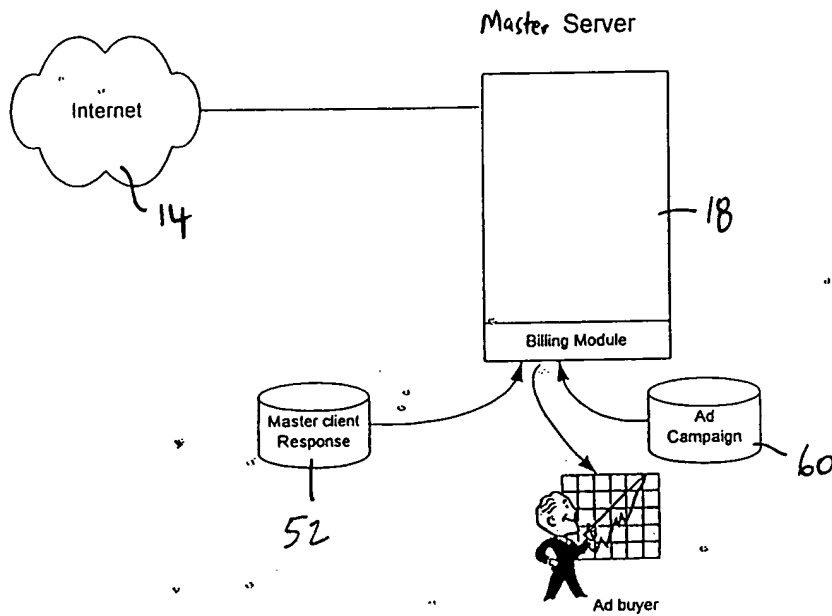 Master Server
Internet
14
18
Billing Module
Master client
Response
52
Ad
Campaign
60
Ad buyer